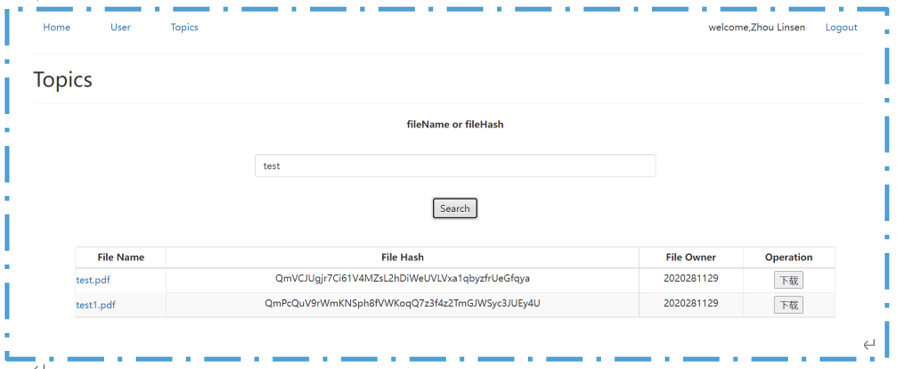 Home User Topics welcome,Zhou Linsen Logout
Topics
fileName or fileHash
test
Search
File Name File Hash File Owner Operation
test.pdf QmVCJUgjr7Ci61V4MZsL2hDiWeUVLVxa1qbyzfrUeGfqya 2020281129 下载
test1.pdf QmPcQuV9rWmKNSph8fVWKoqQ7z3f4z2TmGJWSyc3JUEy4U 2020281129 下载